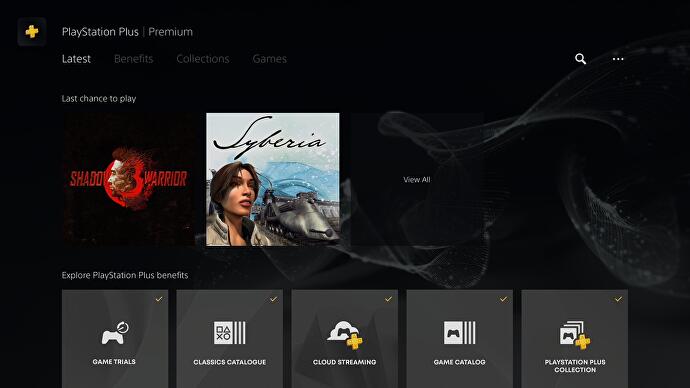 PlayStation Plus | Premium
Latest Benefits Collections Games
Last chance to play
SHADOW WARRIOR 3
Syberia
View All
Explore PlayStation Plus benefits
GAME TRIALS
CLASSICS CATALOGUE
CLOUD STREAMING
GAME CATALOG
PLAYSTATION PLUS
COLLECTION